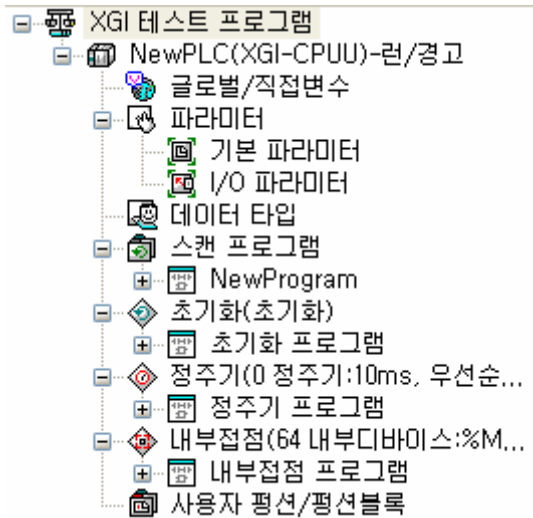 XGI 테스트 프로그램
NewPLC(XGI-CPUU)-런/경고
글로벌/직접변수
파라미터
기본 파라미터
I/O 파라미터
데이터 타입
스캔 프로그램
NewProgram
초기화(초기화)
초기화 프로그램
정주기(0 정주기:10ms, 우선순...
정주기 프로그램
내부접점(64 내부디바이스:%M...
내부접점 프로그램
사용자 평션/평션블록